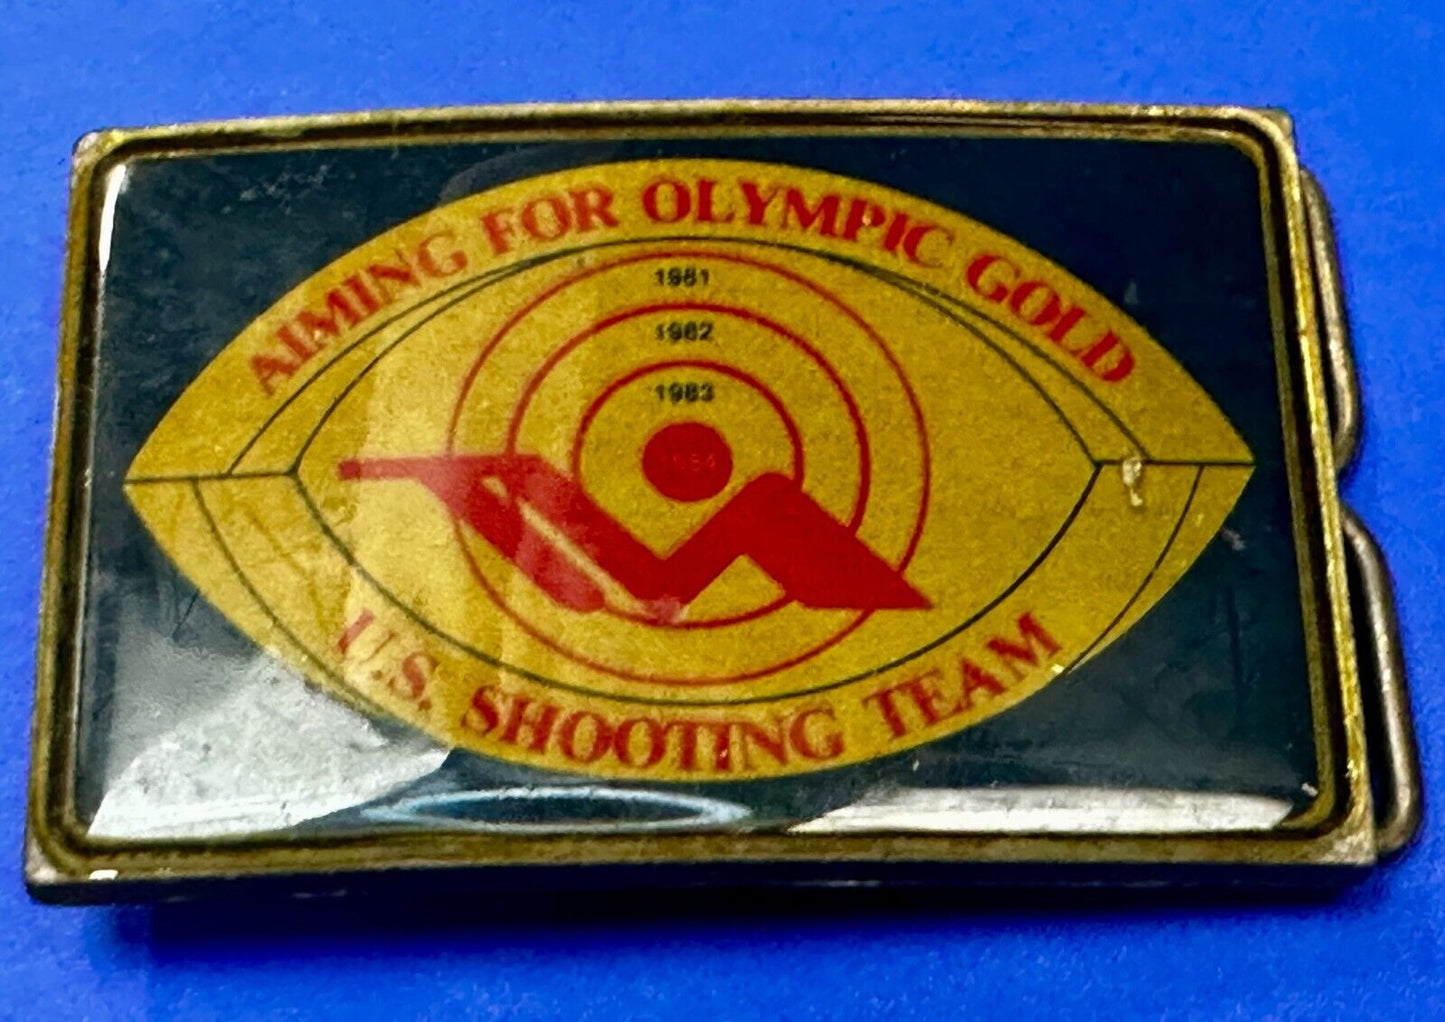 AIMING FOR OLYMPIC GOLD
1981
1982
1983
U.S. SHOOTING TEAM